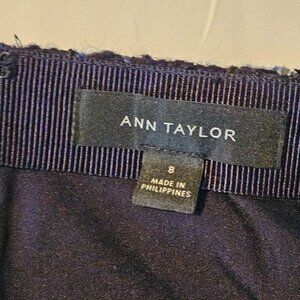 ANN TAYLOR
8
MADE IN
PHILIPPINES